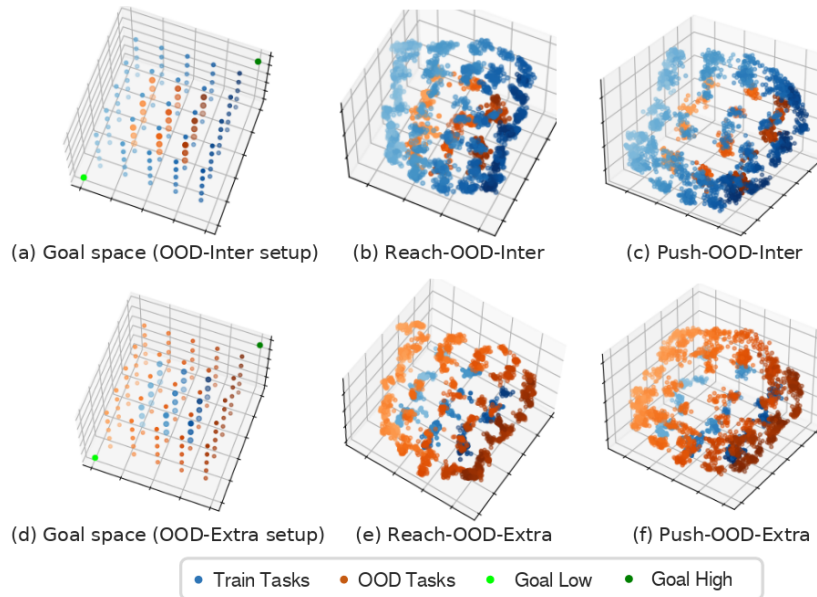 (a) Goal space (OOD-Inter setup)
(b) Reach-OOD-Inter
(c) Push-OOD-Inter
(d) Goal space (OOD-Extra setup)
(e) Reach-OOD-Extra
(f) Push-OOD-Extra
Train Tasks
OOD Tasks
Goal Low
Goal High